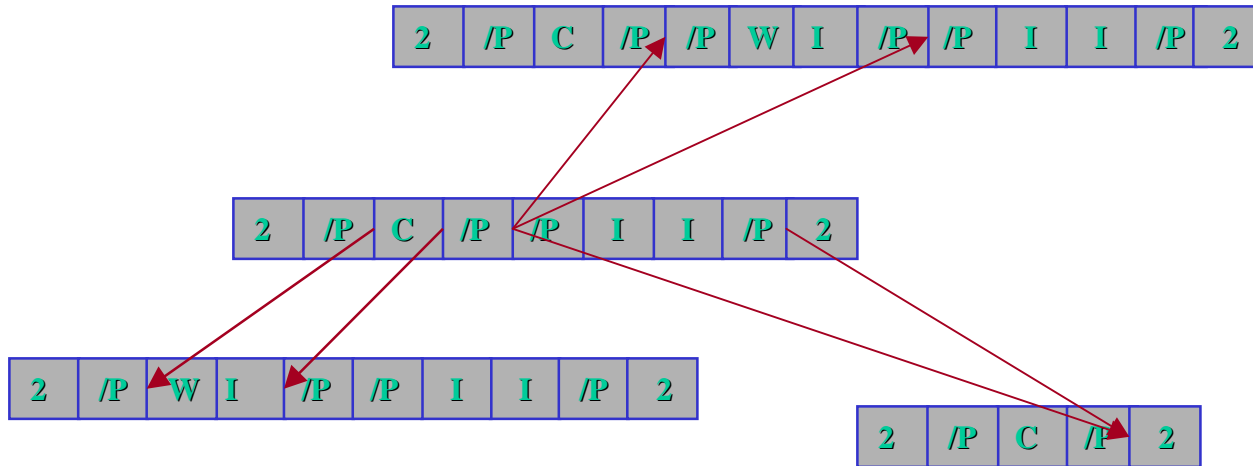 2 /P C /P /P W I /P /P I I /P 2
2 /P C /P /P I I /P 2
2 /P W I /P /P I I /P 2
2 /P C /P 2